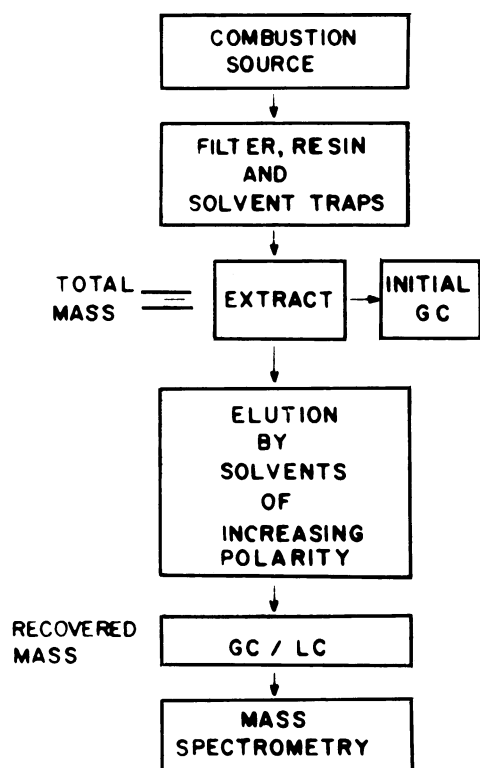 COMBUSTION
SOURCE
FILTER, RESIN
AND
SOLVENT TRAPS
TOTAL
MASS
EXTRACT
INITIAL
GC
ELUTION
BY
SOLVENTS
OF
INCREASING
POLARITY
RECOVERED
MASS
GC / LC
MASS
SPECTROMETRY